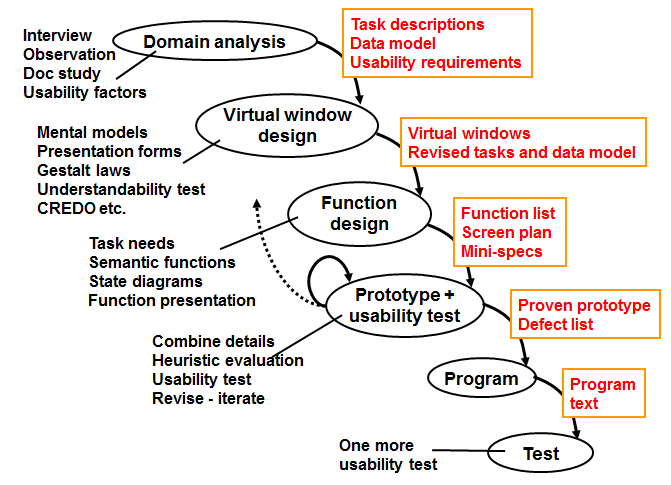 Interview
Observation
Doc study
Usability factors
Domain analysis
Task descriptions
Data model
Usability requirements
Mental models
Presentation forms
Gestalt laws
Understandability test
CREDO etc.
Virtual window
design
Virtual windows
Revised tasks and data model
Task needs
Semantic functions
State diagrams
Function presentation
Function
design
Function list
Screen plan
Mini-specs
Combine details
Heuristic evaluation
Usability test
Revise - iterate
Prototype +
usability test
Proven prototype
Defect list
Program
Program
text
One more
usability test
Test